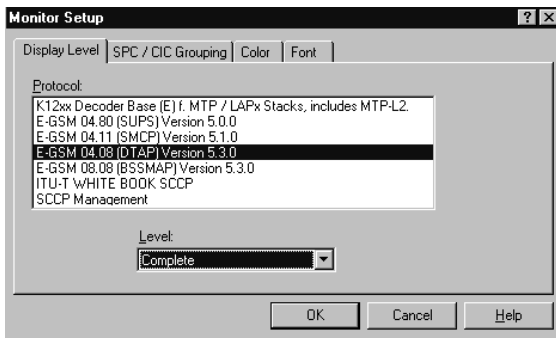 Monitor Setup
Display Level SPC / CIC Grouping Color Font
Protocol:
K12xx Decoder Base (E) f. MTP / LAPx Stacks, includes MTP-L2.
E-GSM 04.80 (SUPS) Version 5.0.0
E-GSM 04.11 (SMCP) Version 5.1.0
E-GSM 04.08 (DTAP) Version 5.3.0
E-GSM 08.08 (BSSMAP) Version 5.3.0
ITU-T WHITE BOOK SCCP
SCCP Management
Level:
Complete
OK Cancel Help